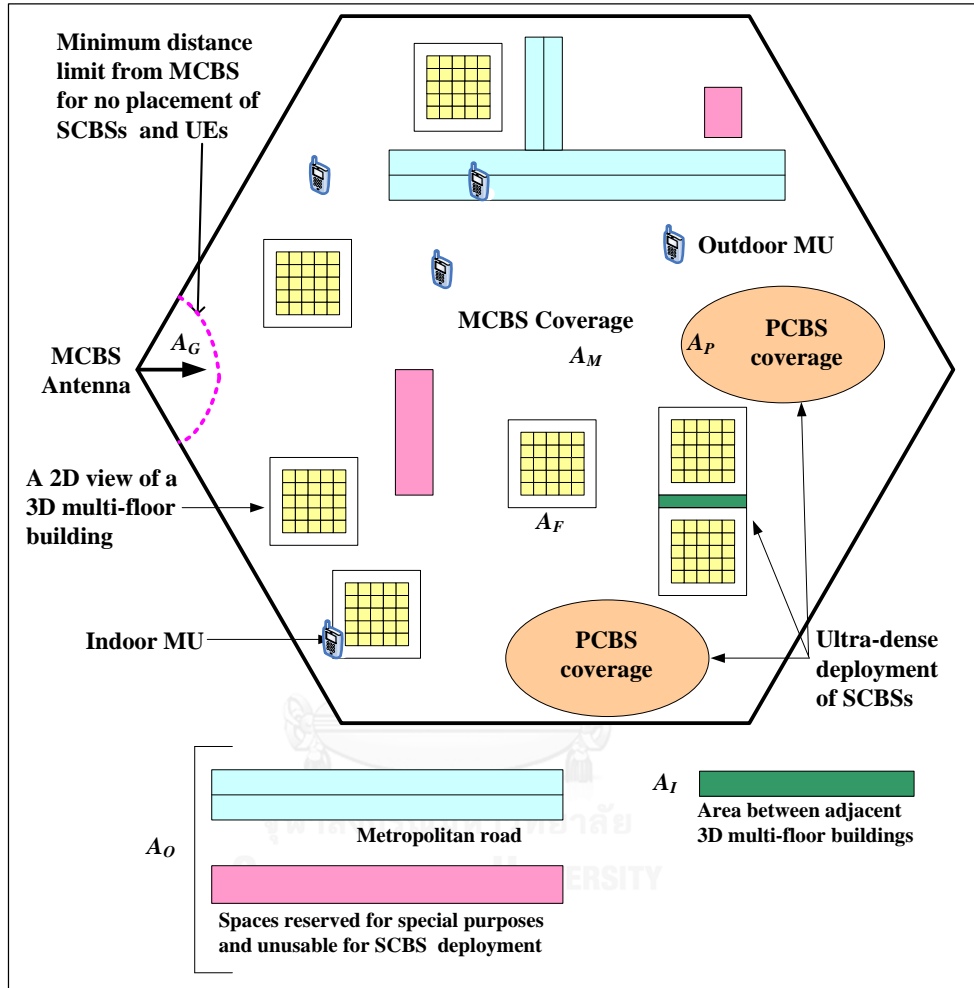 Minimum distance
limit from MCBS
for no placement of
SCBSs and UEs
Outdoor MU
MCBS Coverage
A_M
A_P
PCBS
coverage
A_G
MCBS
Antenna
A 2D view of a
3D multi-floor
building
A_F
Indoor MU
PCBS
coverage
Ultra-dense
deployment
of SCBSs
A_I
Area between adjacent
3D multi-floor buildings
Metropolitan road
A_O
ERSITY
Spaces reserved for special purposes
and unusable for SCBS deployment